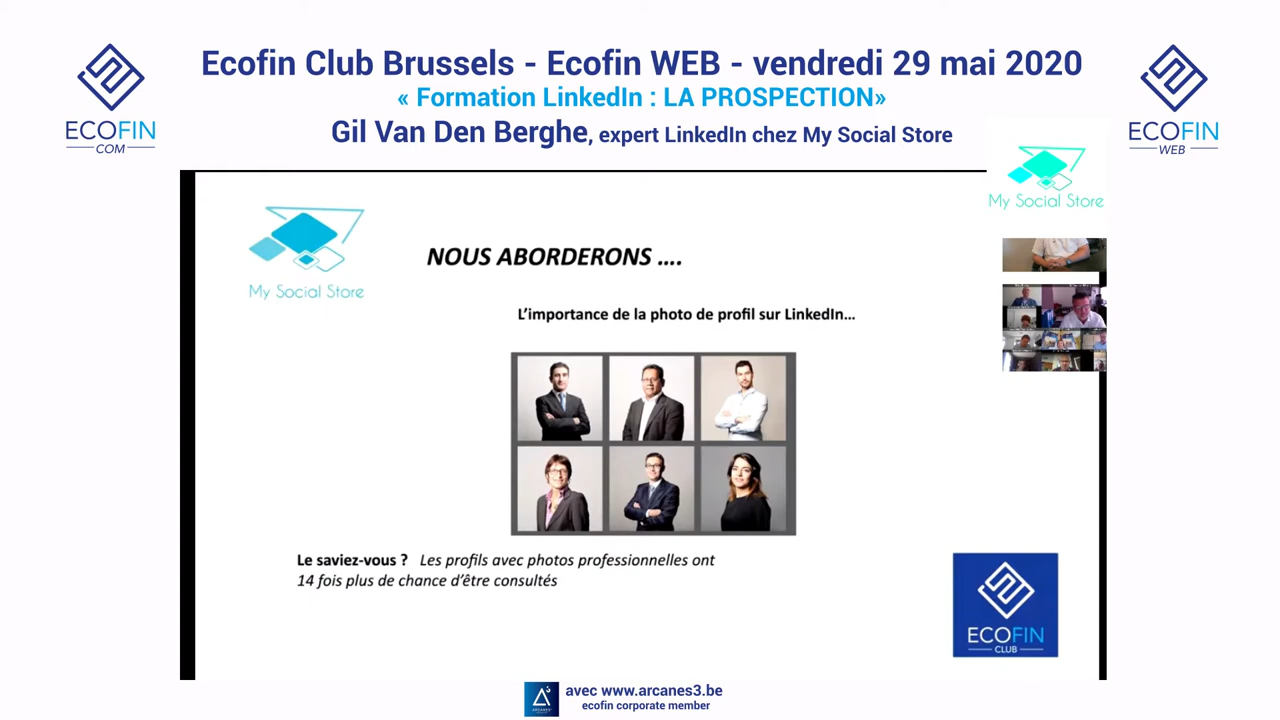 Ecofin Club Brussels - Ecofin WEB - vendredi 29 mai 2020
« Formation LinkedIn : LA PROSPECTION»
Gil Van Den Berghe, expert LinkedIn chez My Social Store
ECOFIN
COM
ECOFIN
WEB
My Social Store
My Social Store
NOUS ABORDERONS ....
L'importance de la photo de profil sur LinkedIn...
Le saviez-vous ? Les profils avec photos professionnelles ont
14 fois plus de chance d'être consultés
ECOFIN
CLUB
ARCANES
avec www.arcanes3.be
ecofin corporate member